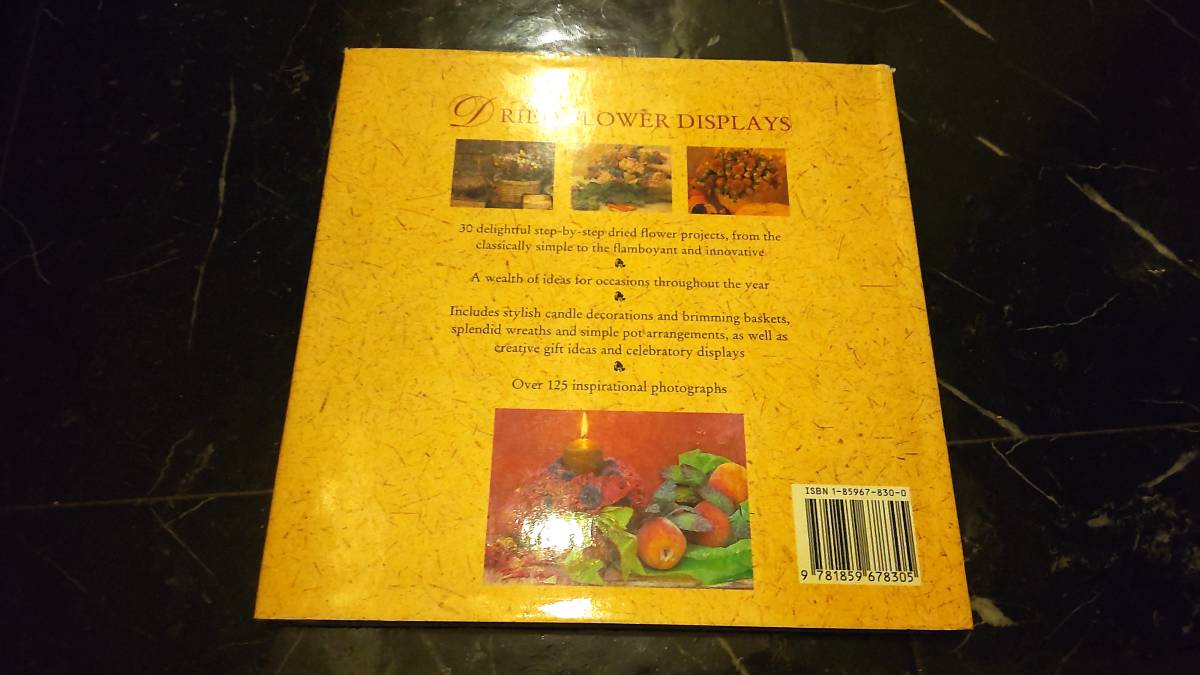 DRIED FLOWER DISPLAYS
30 delightful step-by-step dried flower projects, from the
classically simple to the flamboyant and innovative
A wealth of ideas for occasions throughout the year
Includes stylish candle decorations and brimming baskets,
splendid wreaths and simple pot arrangements, as well as
creative gift ideas and celebratory displays
Over 125 inspirational photographs
ISBN 1-85967-830-0
9 781859 678305